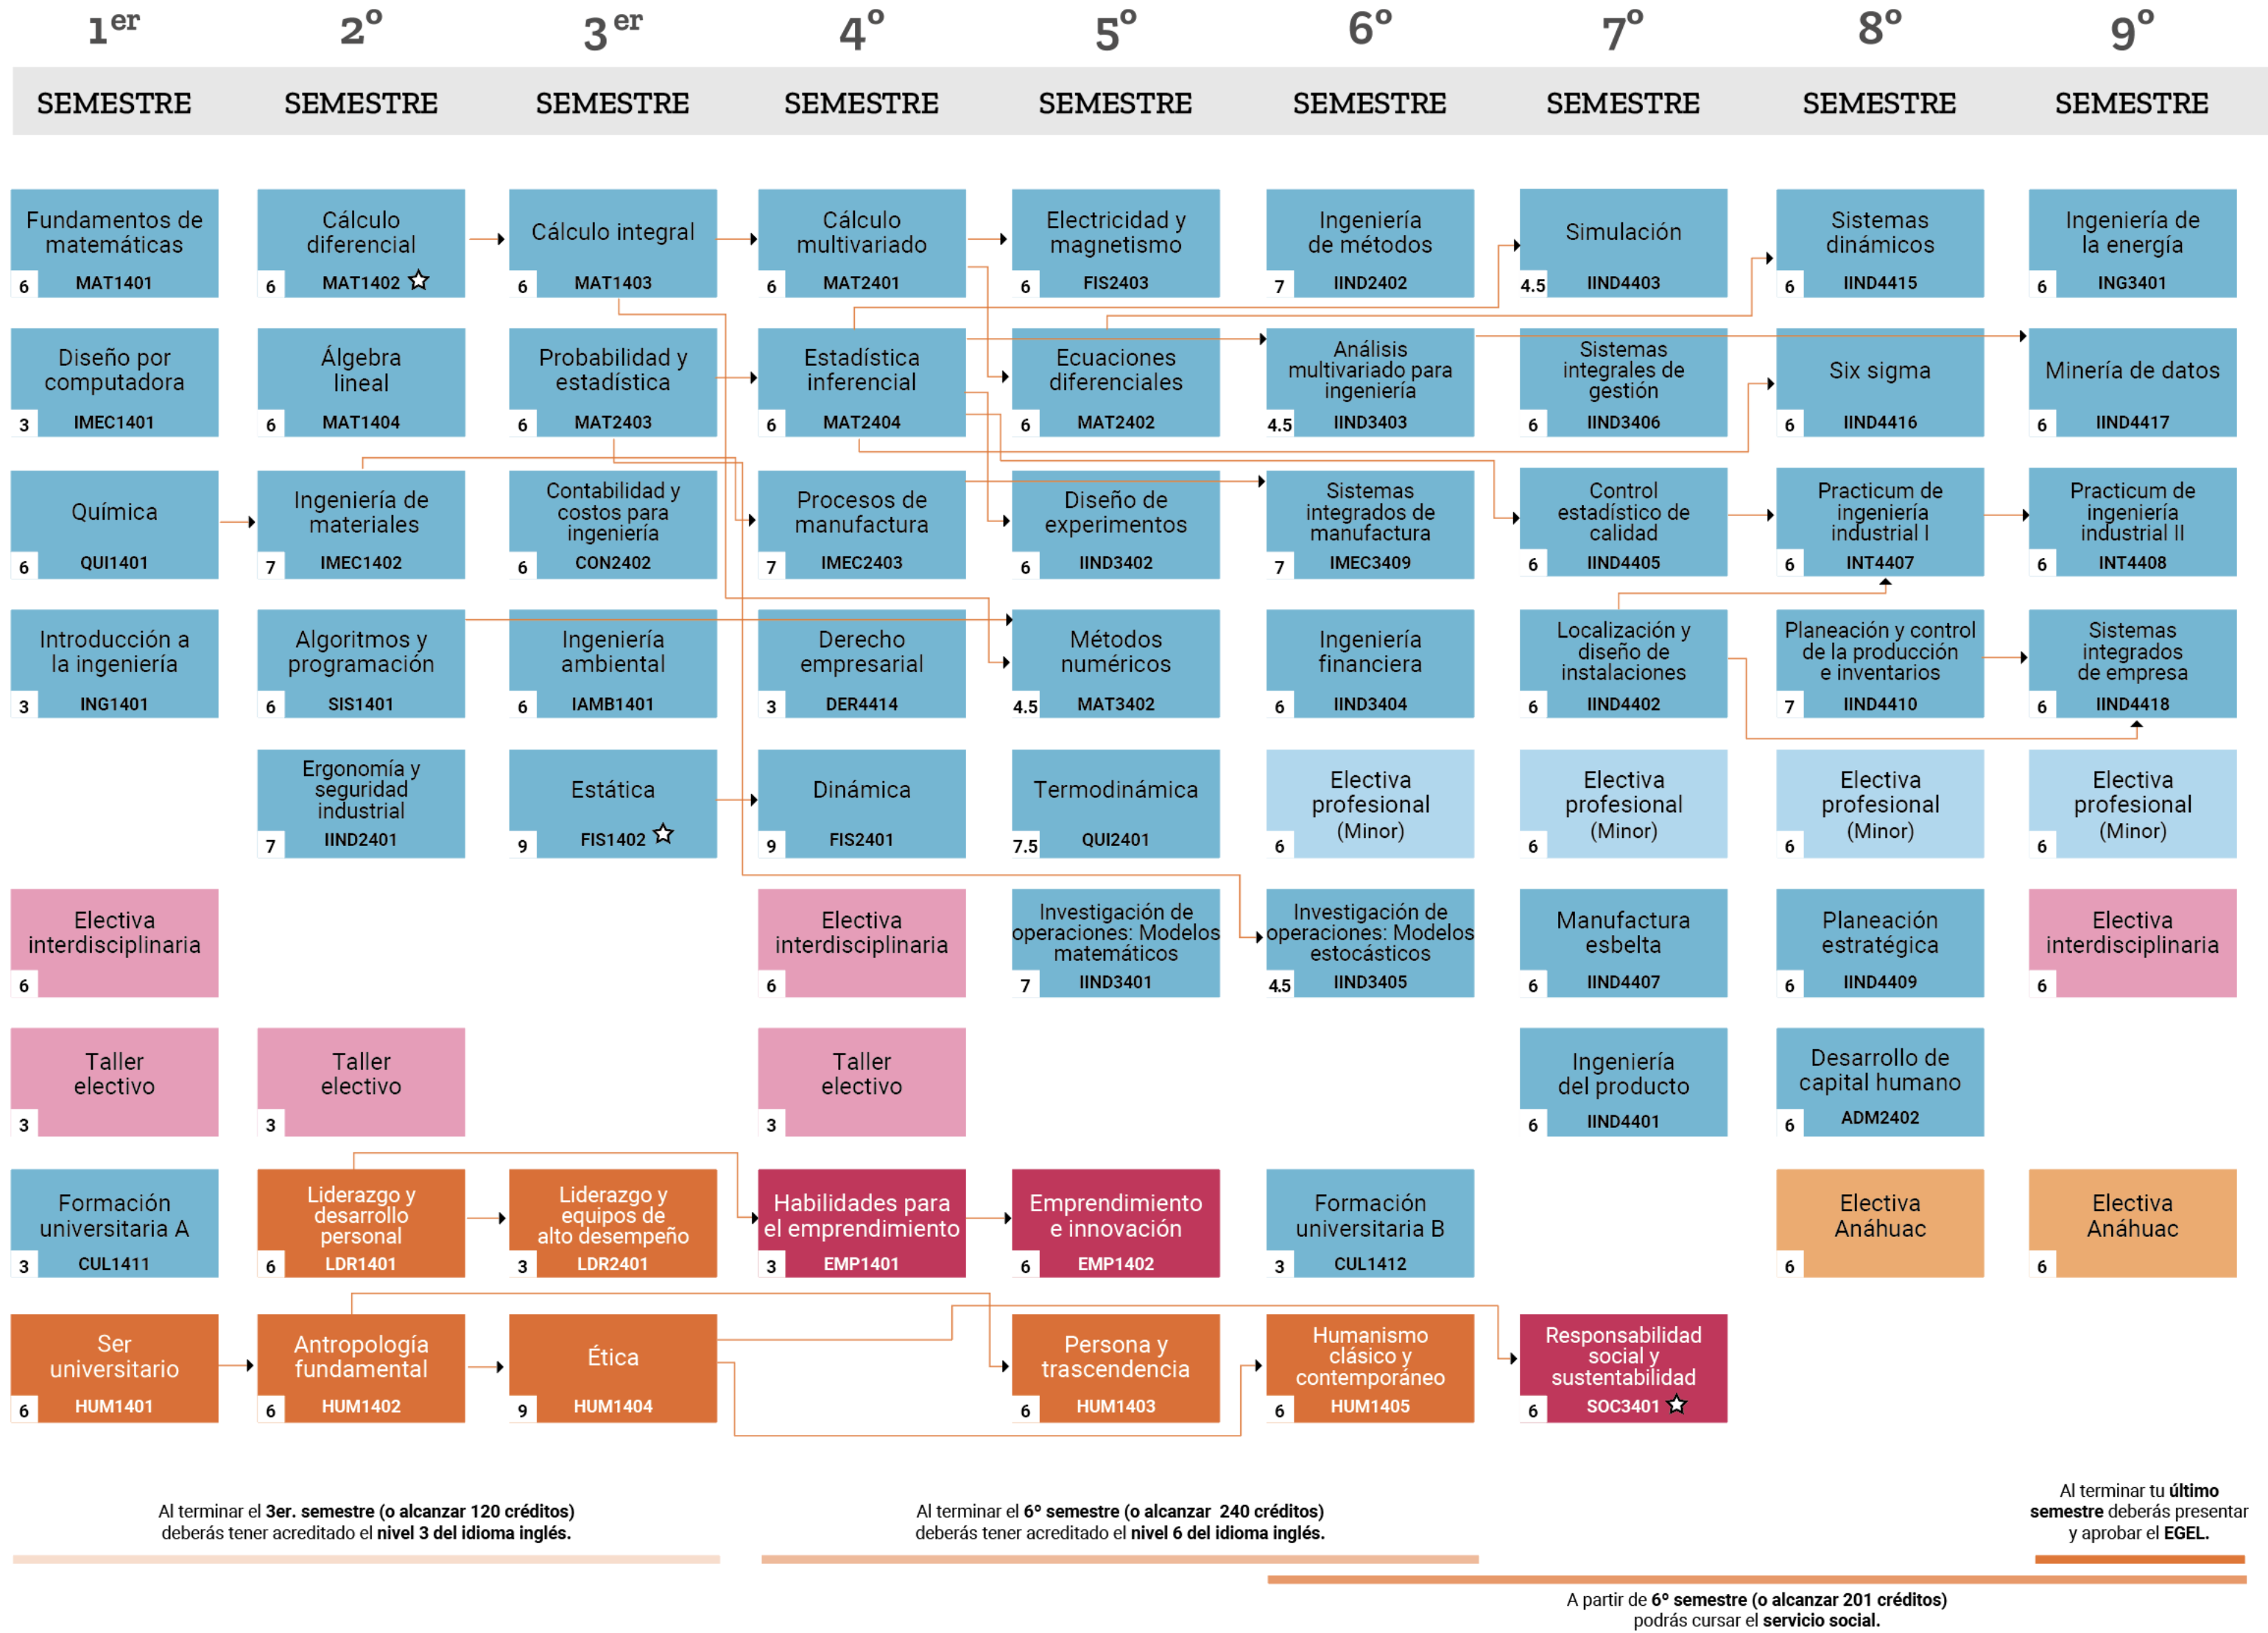 1er
2º
3er
4º
5º
6º
7º
8º
9º
SEMESTRE
SEMESTRE
SEMESTRE
SEMESTRE
SEMESTRE
SEMESTRE
SEMESTRE
SEMESTRE
SEMESTRE
Fundamentos de
matemáticas
6 MAT1401
Cálculo
diferencial
6 MAT1402
Cálculo integral
6 MAT1403
Cálculo
multivariado
6 MAT2401
Electricidad y
magnetismo
6 FIS2403
Ingeniería
de métodos
7 IIND2402
Simulación
4.5 IIND4403
Sistemas
dinámicos
6 IIND4415
Ingeniería de
la energía
6 ING3401
Diseño por
computadora
3 IMEC1401
Álgebra
lineal
6 MAT1404
Probabilidad y
estadística
6 MAT2403
Estadística
inferencial
6 MAT2404
Ecuaciones
diferenciales
6 MAT2402
Análisis
multivariado para
ingeniería
4.5 IIND3403
Sistemas
integrales de
gestión
6 IIND3406
Six sigma
6 IIND4416
Minería de datos
6 IIND4417
Química
6 QUI1401
Ingeniería de
materiales
7 IMEC1402
Contabilidad y
costos para
ingeniería
6 CON2402
Procesos de
manufactura
7 IMEC2403
Diseño de
experimentos
6 IIND3402
Sistemas
integrados de
manufactura
7 IMEC3409
Control
estadístico de
calidad
6 IIND4405
Practicum de
ingeniería
industrial I
6 INT4407
Practicum de
ingeniería
industrial II
6 INT4408
Introducción a
la ingeniería
3 ING1401
Algoritmos y
programación
6 SIS1401
Ingeniería
ambiental
6 IAMB1401
Derecho
empresarial
3 DER4414
Métodos
numéricos
4.5 MAT3402
Ingeniería
financiera
6 IIND3404
Localización y
diseño de
instalaciones
6 IIND4402
Planeación y control
de la producción
e inventarios
7 IIND4410
Sistemas
integrados
de empresa
6 IIND4418
Ergonomía y
seguridad
industrial
7 IIND2401
Estática
9 FIS1402
Dinámica
9 FIS2401
Termodinámica
7.5 QUI2401
Electiva
profesional
(Minor)
6
Electiva
profesional
(Minor)
6
Electiva
profesional
(Minor)
6
Electiva
profesional
(Minor)
6
Electiva
interdisciplinaria
6
Electiva
interdisciplinaria
6
Investigación de
operaciones: Modelos
matemáticos
7 IIND3401
Investigación de
operaciones: Modelos
estocásticos
4.5 IIND3405
Manufactura
esbelta
6 IIND4407
Planeación
estratégica
6 IIND4409
Electiva
interdisciplinaria
6
Taller
electivo
3
Taller
electivo
3
Taller
electivo
3
Ingeniería
del producto
6 IIND4401
Desarrollo de
capital humano
6 ADM2402
Formación
universitaria A
3 CUL1411
Liderazgo y
desarrollo
personal
6 LDR1401
Liderazgo y
equipos de
alto desempeño
3 LDR2401
Habilidades para
el emprendimiento
3 EMP1401
Emprendimiento
e innovación
6 EMP1402
Formación
universitaria B
3 CUL1412
Electiva
Anáhuac
6
Electiva
Anáhuac
6
Ser
universitario
6 HUM1401
Antropología
fundamental
6 HUM1402
Ética
9 HUM1404
Persona y
trascendencia
6 HUM1403
Humanismo
clásico y
contemporáneo
6 HUM1405
Responsabilidad
social y
sustentabilidad
6 SOC3401
Al terminar el 3er. semestre (o alcanzar 120 créditos)
deberás tener acreditado el nivel 3 del idioma inglés.
Al terminar el 6º semestre (o alcanzar 240 créditos)
deberás tener acreditado el nivel 6 del idioma inglés.
Al terminar tu último
semestre deberás presentar
y aprobar el EGEL.
A partir de 6º semestre (o alcanzar 201 créditos)
podrás cursar el servicio social.